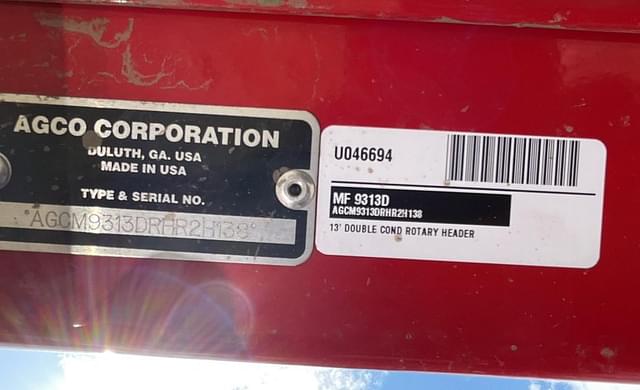 AGCO CORPORATION
DULUTH, GA. USA
MADE IN USA
TYPE & SERIAL NO.
*AGCM9313DRHR2H138*
U046694
MF 9313D
AGCM9313DRHR2H138
13' DOUBLE COND ROTARY HEADER